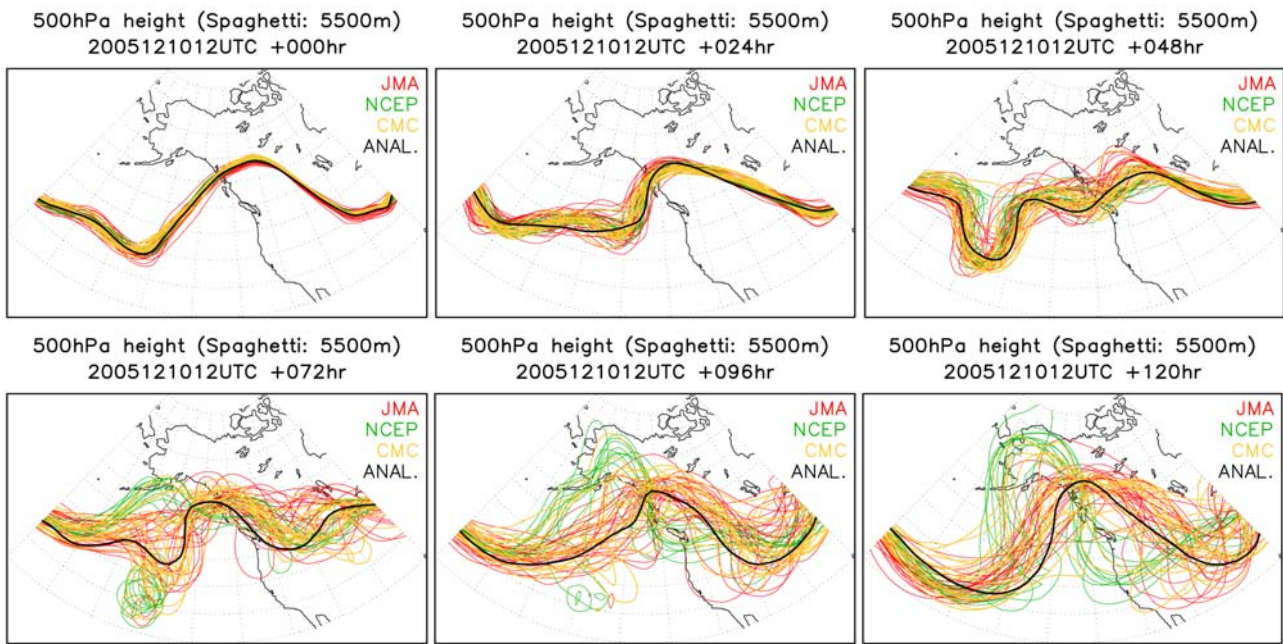 500hPa height (Spaghetti: 5500m)
2005121012UTC +000hr
JMA
NCEP
CMC
ANAL.
500hPa height (Spaghetti: 5500m)
2005121012UTC +024hr
JMA
NCEP
CMC
ANAL.
500hPa height (Spaghetti: 5500m)
2005121012UTC +048hr
JMA
NCEP
CMC
ANAL.
500hPa height (Spaghetti: 5500m)
2005121012UTC +072hr
JMA
NCEP
CMC
ANAL.
500hPa height (Spaghetti: 5500m)
2005121012UTC +096hr
JMA
NCEP
CMC
ANAL.
500hPa height (Spaghetti: 5500m)
2005121012UTC +120hr
JMA
NCEP
CMC
ANAL.